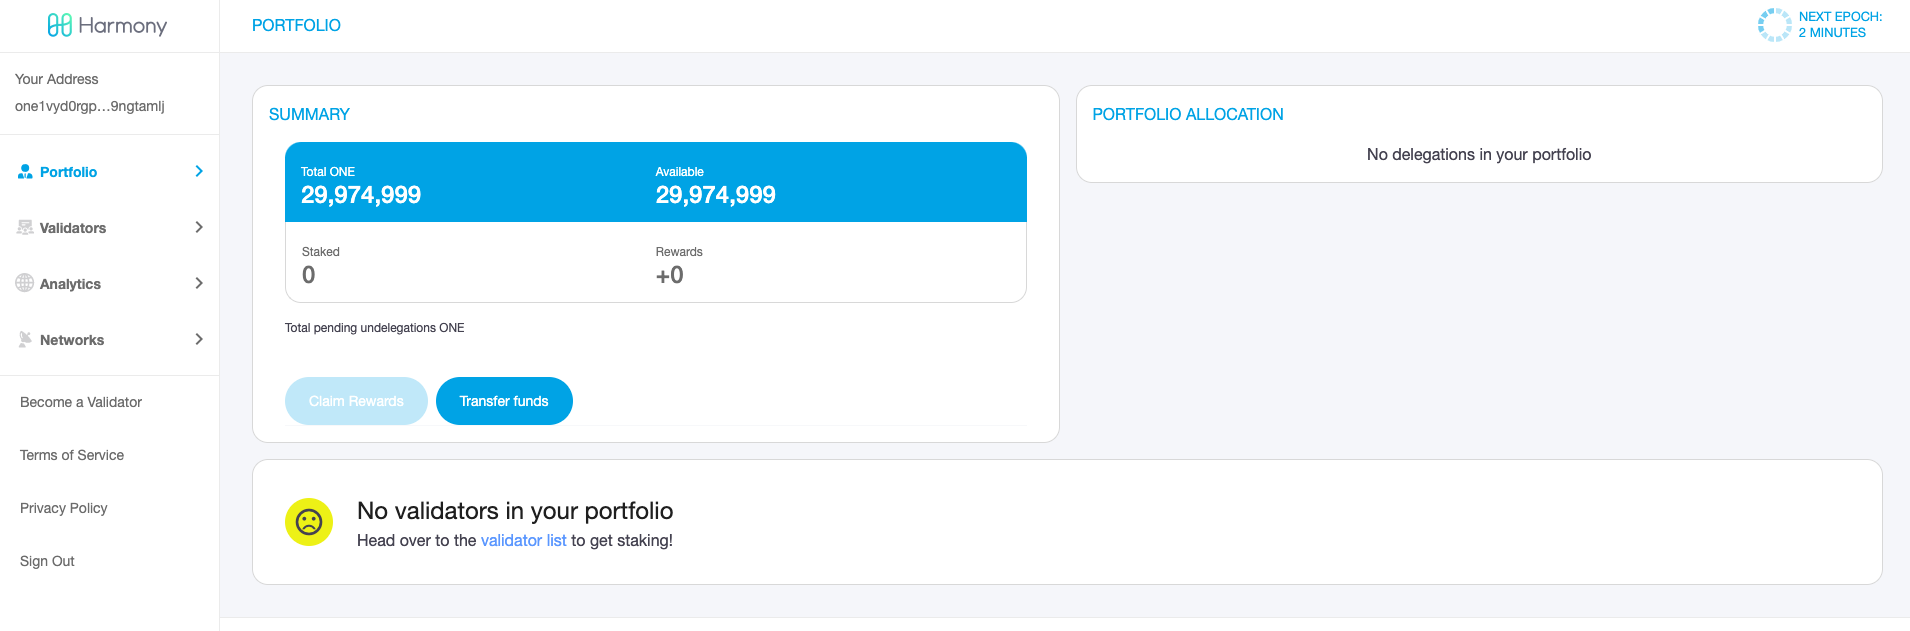 Harmony
PORTFOLIO
NEXT EPOCH:
2 MINUTES
Your Address
one1vyd0rgp...9ngtamlj
Portfolio
Validators
Analytics
Networks
Become a Validator
Terms of Service
Privacy Policy
Sign Out
SUMMARY
Total ONE
29,974,999
Available
29,974,999
Staked
0
Rewards
+0
Total pending undelegations ONE
Claim Rewards
Transfer funds
PORTFOLIO ALLOCATION
No delegations in your portfolio
No validators in your portfolio
Head over to the validator list to get staking!